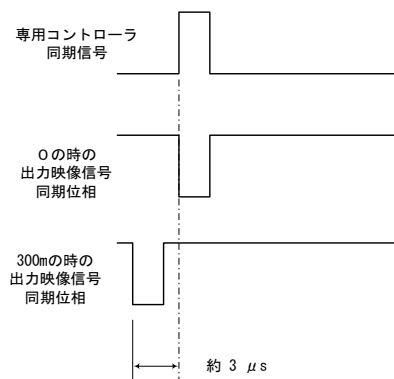 専用コントローラ
同期信号
０の時の
出力映像信号
同期位相
300mの時の
出力映像信号
同期位相
約 3 μs